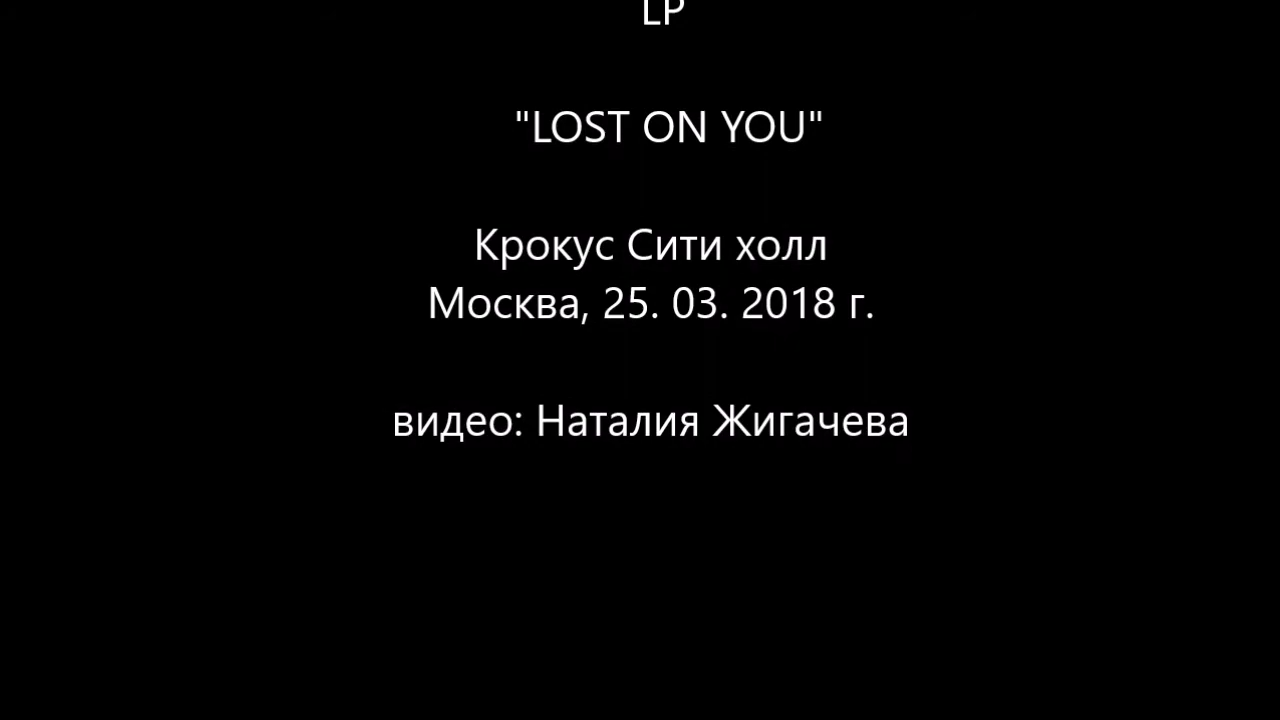 LP
"LOST ON YOU"
Крокус Сити холл
Москва, 25. 03. 2018 г.
видео: Наталия Жигачева